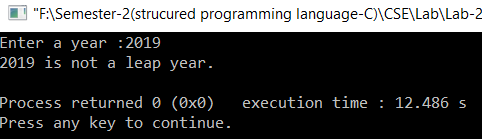 "F:\Semester-2(strucured programming language-C)\CSE\Lab\Lab-2
Enter a year :2019
2019 is not a leap year.
Process returned 0 (0x0)   execution time : 12.486 s
Press any key to continue.